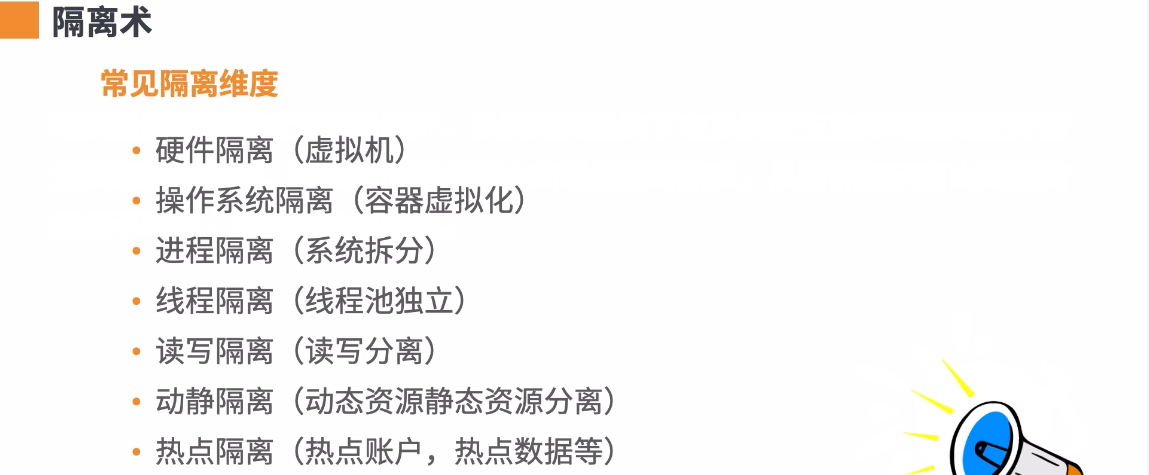 隔离术
常见隔离维度
• 硬件隔离（虚拟机）
• 操作系统隔离（容器虚拟化）
• 进程隔离（系统拆分）
• 线程隔离（线程池独立）
• 读写隔离（读写分离）
• 动静隔离（动态资源静态资源分离）
• 热点隔离（热点账户，热点数据等）